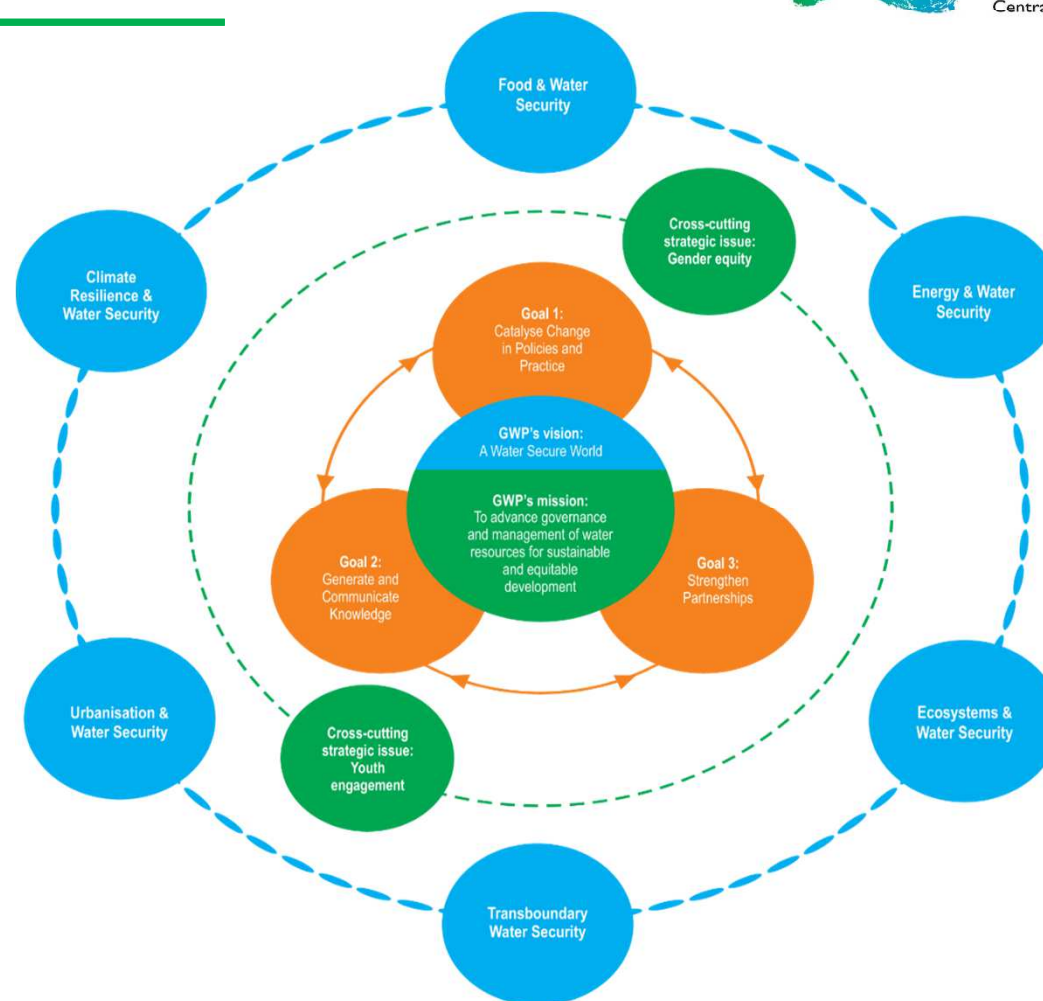 Centra
Food & Water
Security
Cross-cutting
strategic issue:
Gender equity
Climate
Resilience &
Water Security
Energy & Water
Security
Goal 1:
Catalyse Change
in Policies and
Practice
GWP's vision:
A Water Secure World
GWP's mission:
To advance governance
and management of water
resources for sustainable
and equitable
development
Goal 2:
Generate and
Communicate
Knowledge
Goal 3:
Strengthen
Partnerships
Urbanisation &
Water Security
Cross-cutting
strategic issue:
Youth
engagement
Ecosystems &
Water Security
Transboundary
Water Security